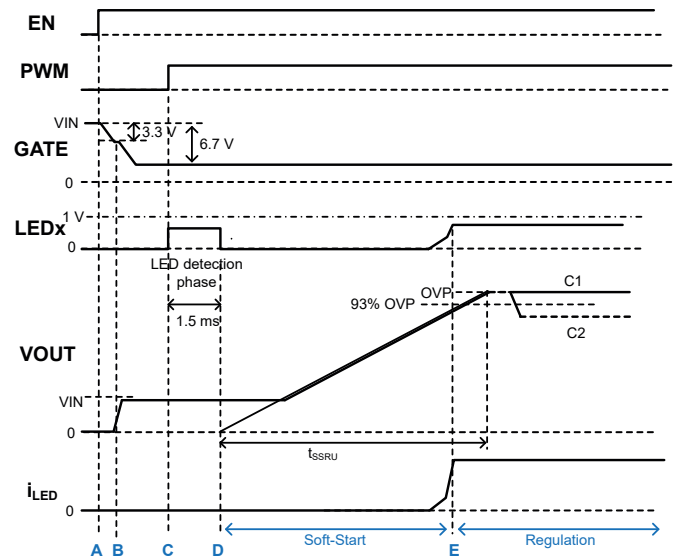 EN
PWM
VIN
3.3 V
6.7 V
GATE
0
1 V
LEDx
0
LED detection
phase
1.5 ms
OVP
C1
93% OVP
C2
VOUT
VIN
0
tSSRU
iLED
0
Soft-Start
Regulation
A
B
C
D
E